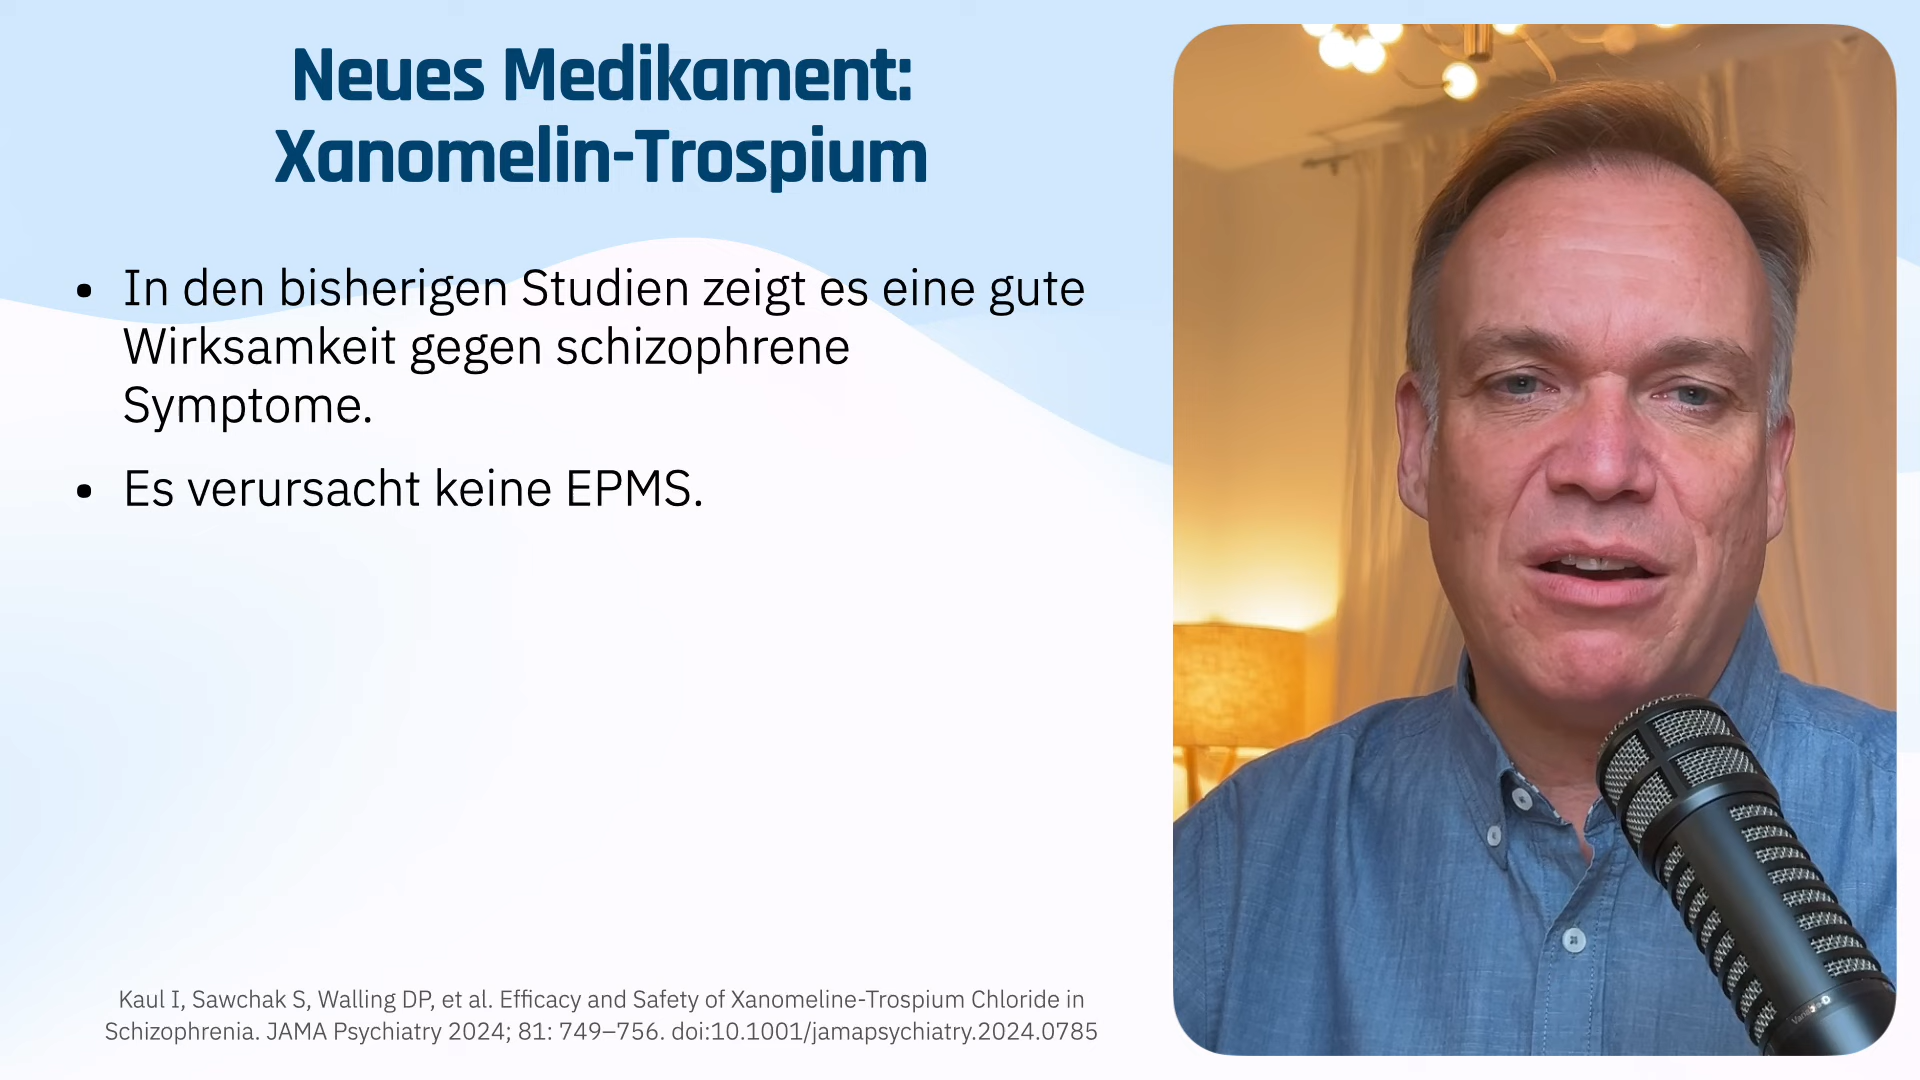 Neues Medikament:
Xanomelin-Trospium
• In den bisherigen Studien zeigt es eine gute
Wirksamkeit gegen schizophrene
Symptome.
• Es verursacht keine EPMS.
Kaul I, Sawchak S, Walling DP, et al. Efficacy and Safety of Xanomeline-Trospium Chloride in
Schizophrenia. JAMA Psychiatry 2024; 81: 749–756. doi:10.1001/jamapsychiatry.2024.0785